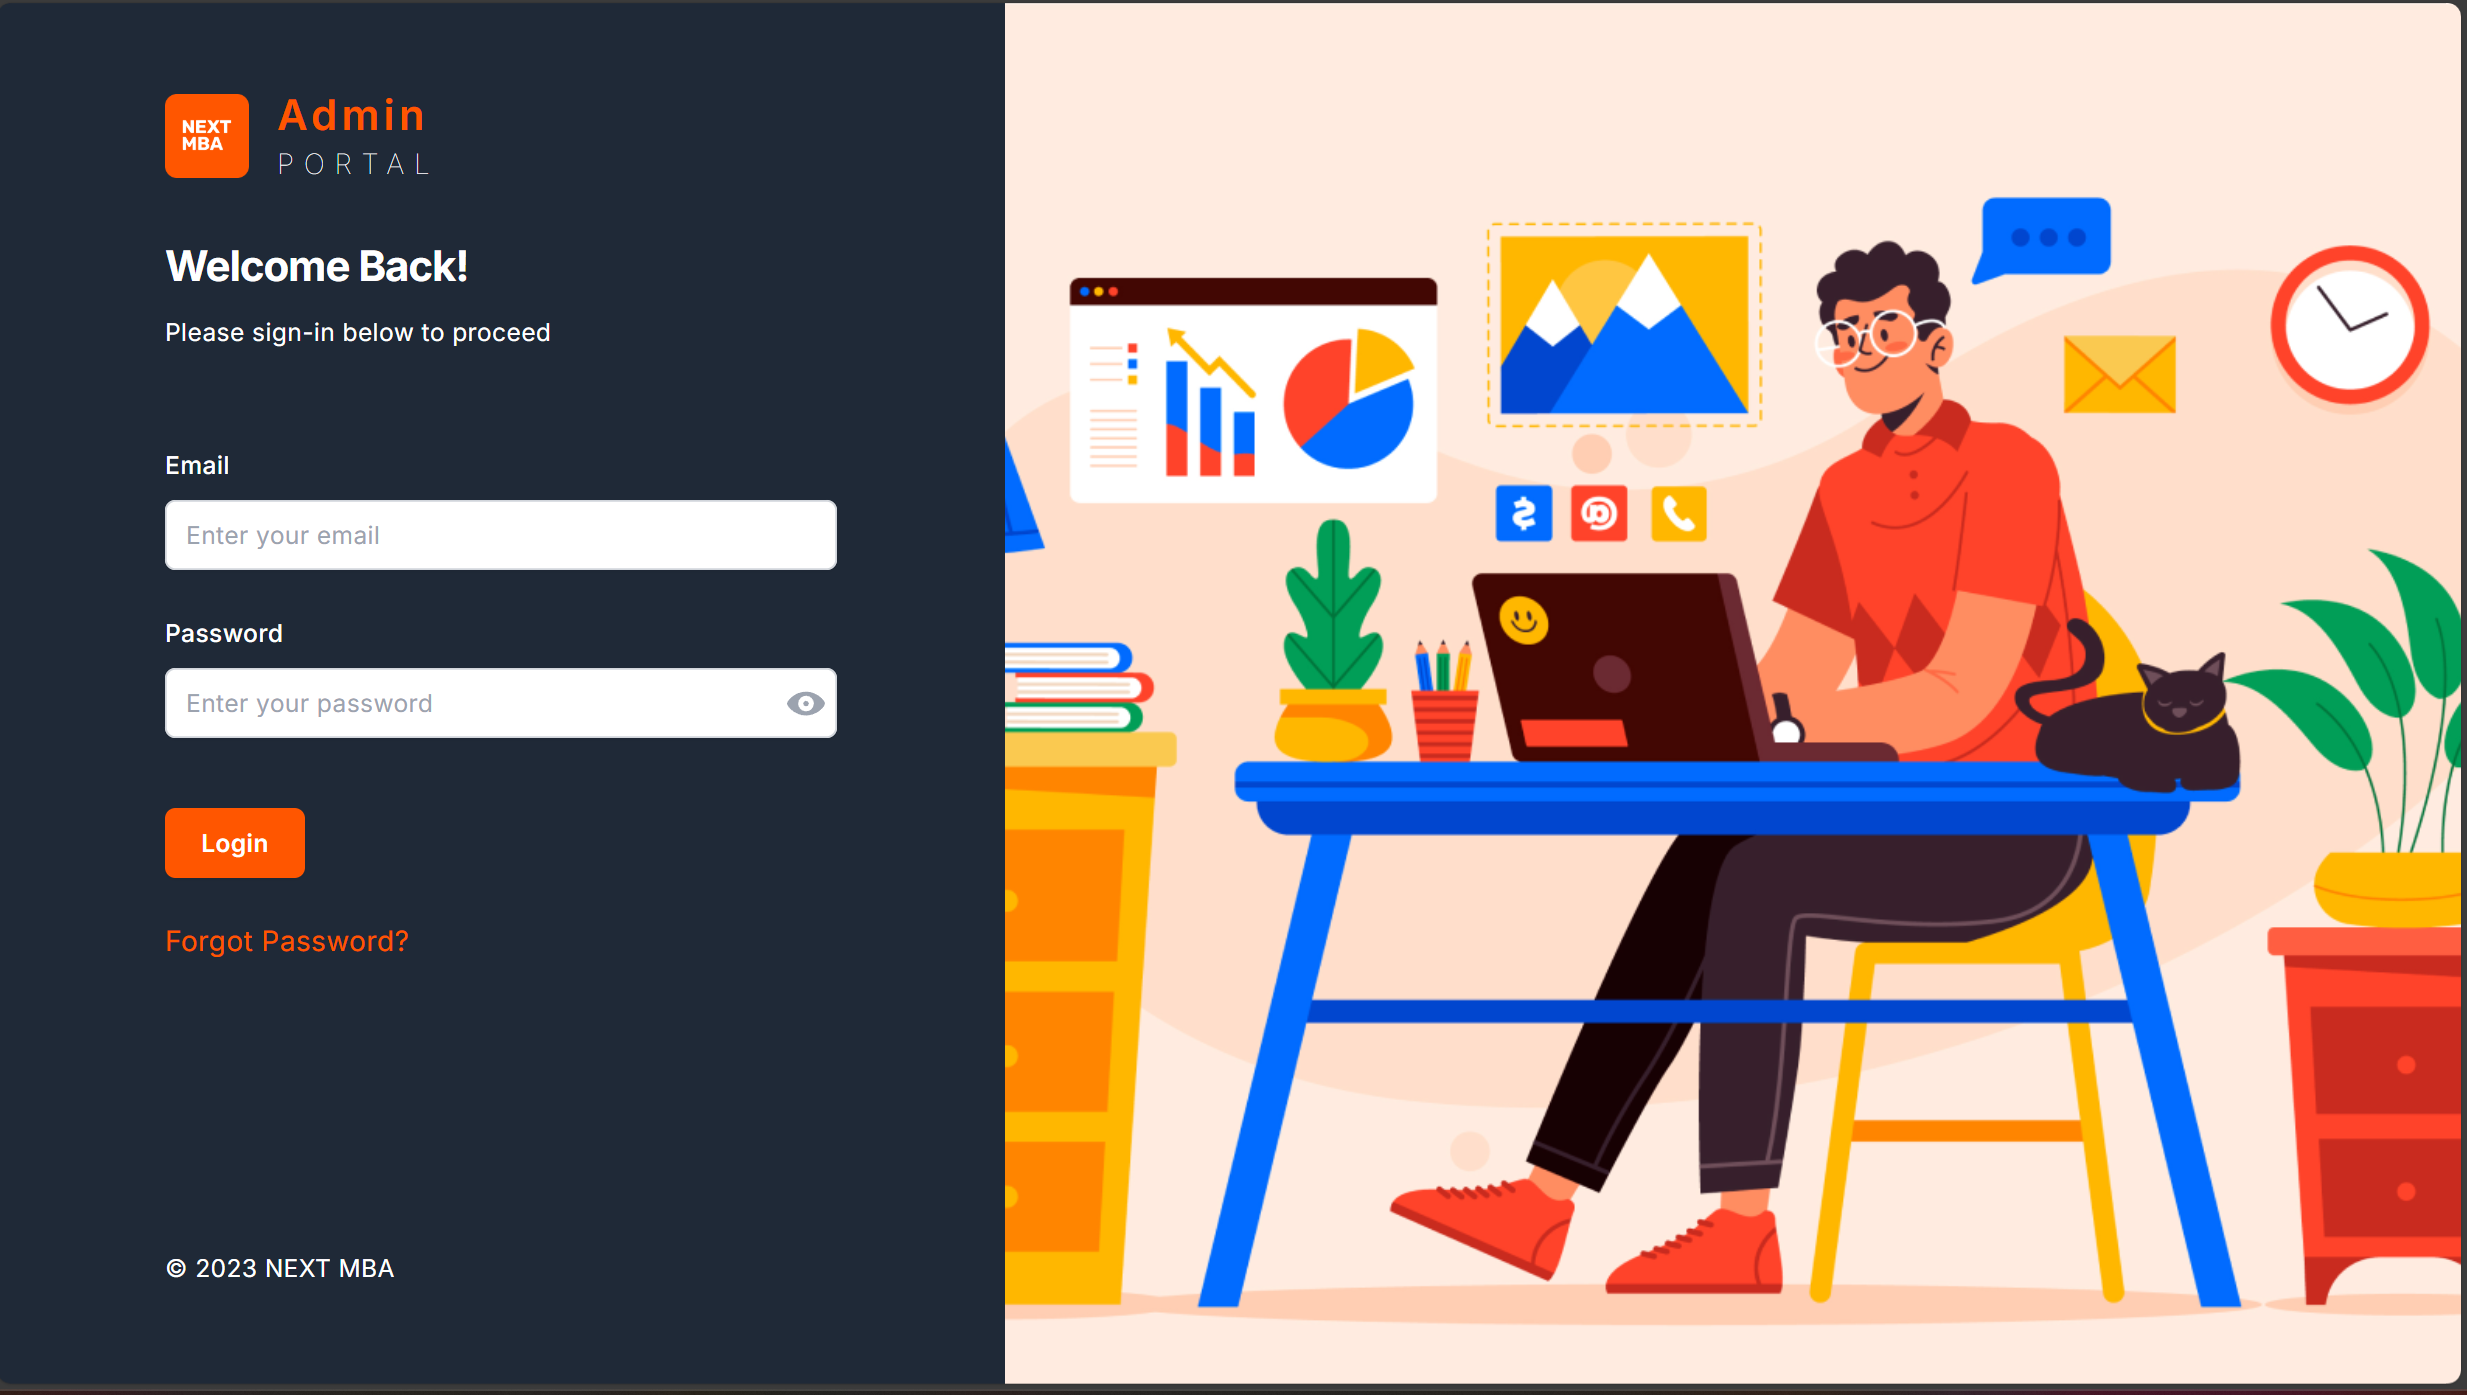 NEXT
MBA
Admin
PORTAL
Welcome Back!
Please sign-in below to proceed
Email
Enter your email
Password
Enter your password
Login
Forgot Password?
© 2023 NEXT MBA
$
@